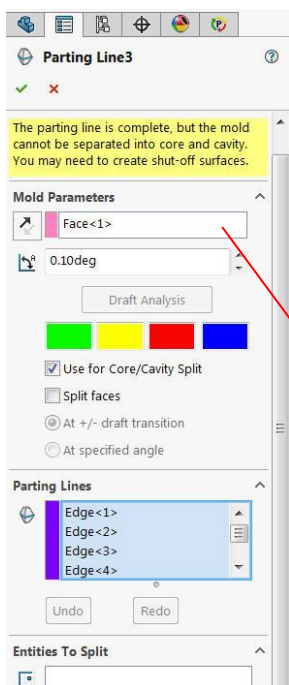 Parting Line3
The parting line is complete, but the mold
cannot be separated into core and cavity.
You may need to create shut-off surfaces.
Mold Parameters
Face<1>
0.10deg
Draft Analysis
Use for Core/Cavity Split
Split faces
At +/- draft transition
At specified angle
Parting Lines
Edge<1>
Edge<2>
Edge<3>
Edge<4>
Undo Redo
Entities To Split